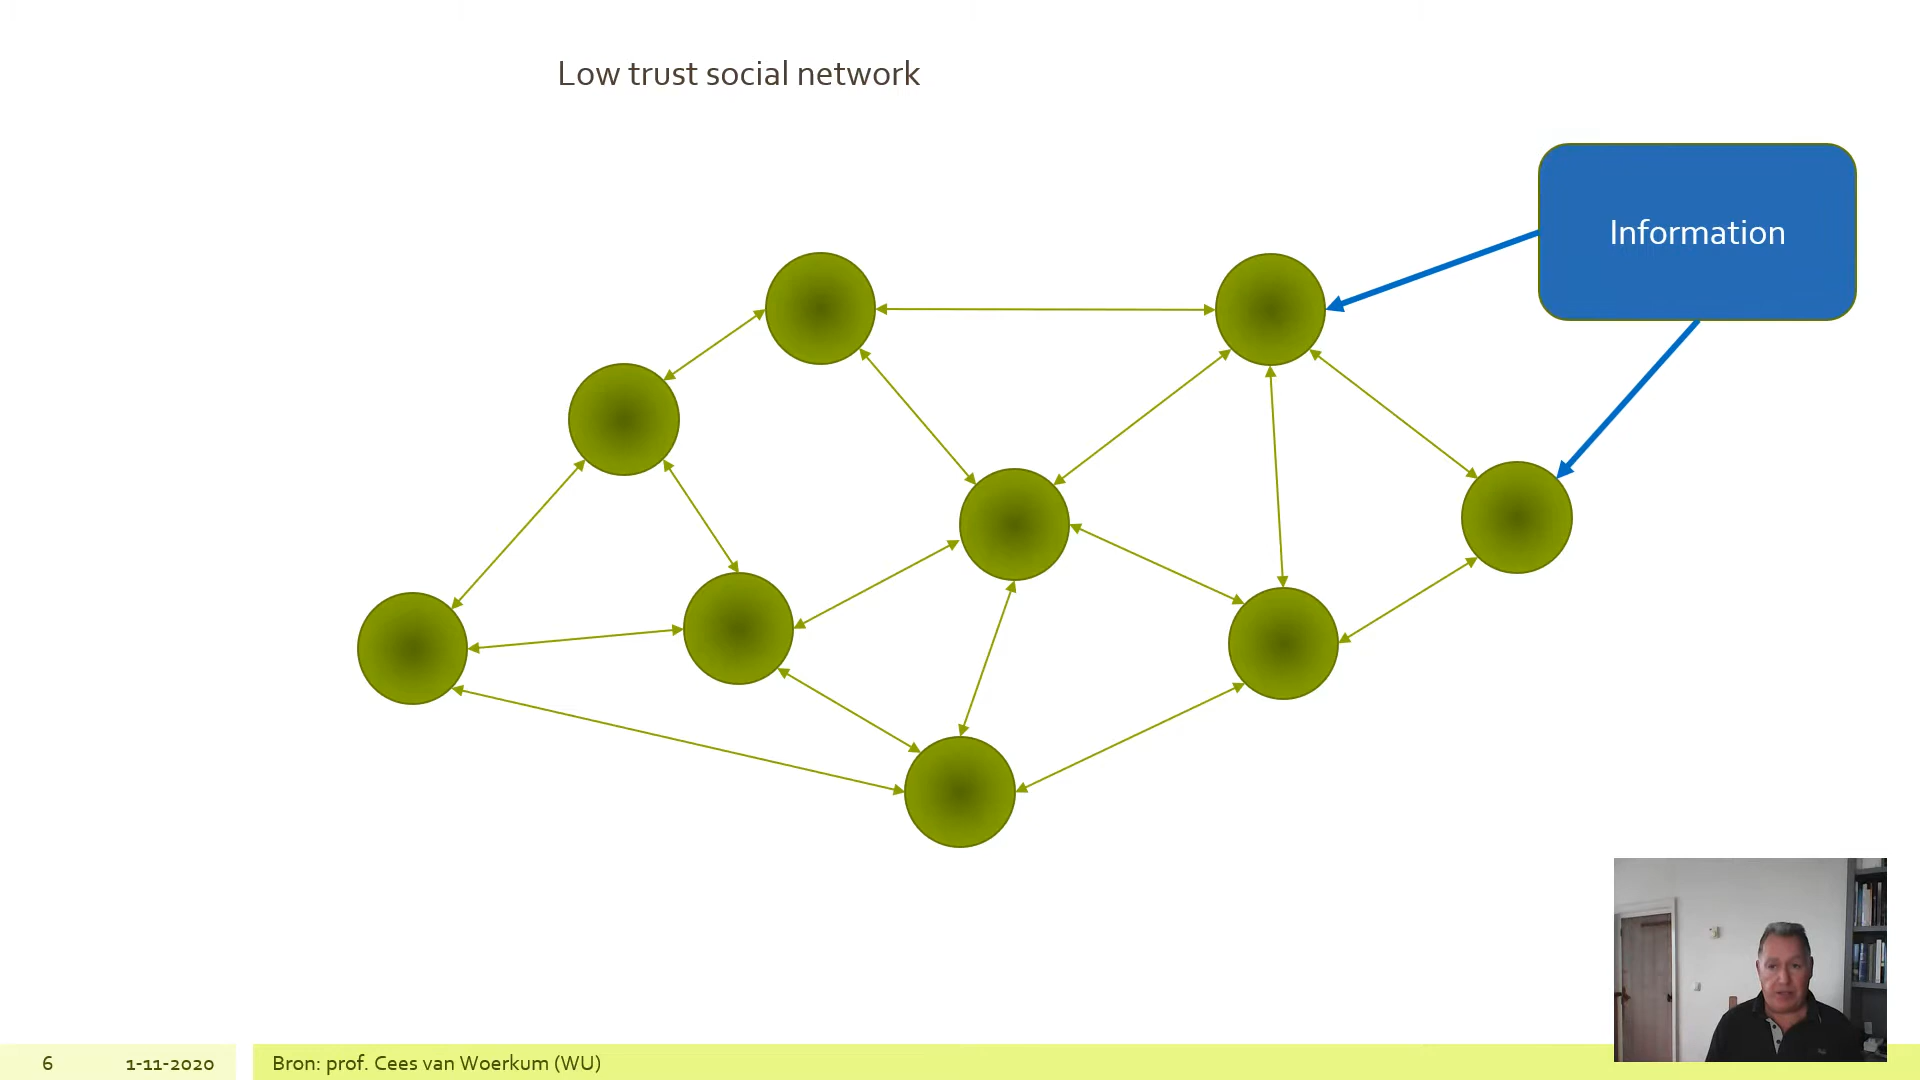 Low trust social network
Information
6
1-11-2020
Bron: prof. Cees van Woerkum (WU)